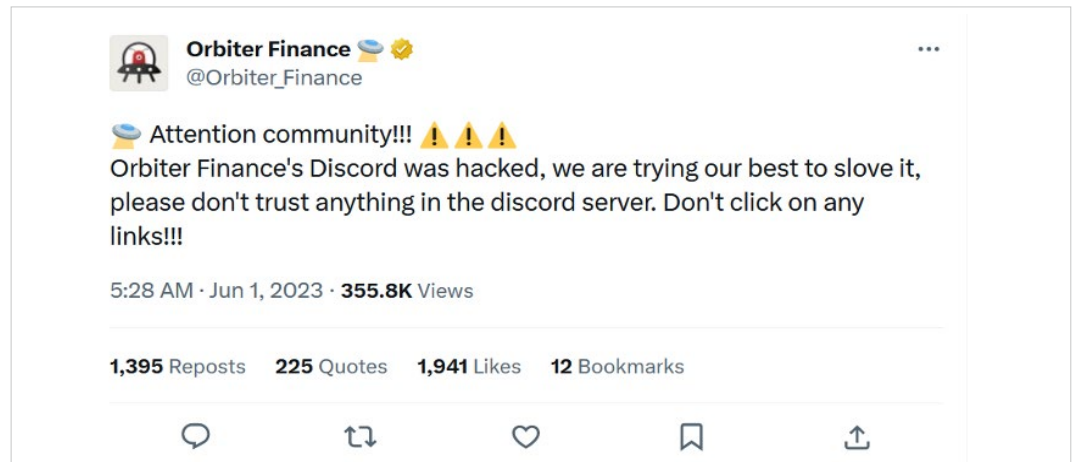 Orbiter Finance 🛸
@Orbiter_Finance
🛸 Attention community!!! ⚠️ ⚠️ ⚠️
Orbiter Finance's Discord was hacked, we are trying our best to slove it,
please don't trust anything in the discord server. Don't click on any
links!!!
5:28 AM · Jun 1, 2023 · 355.8K Views
1,395 Reposts 225 Quotes 1,941 Likes 12 Bookmarks